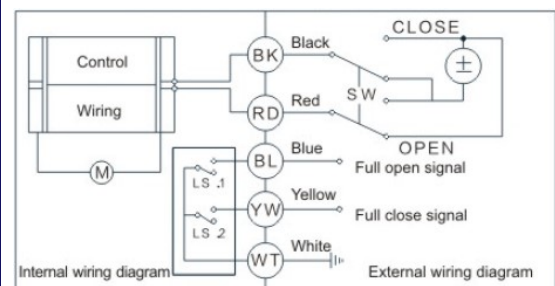 CLOSE
Control
Wiring
M
BK
Black
±
SW
RD
Red
OPEN
BL
Blue
Full open signal
LS .1
YW
Yellow
Full close signal
LS .2
WT
White
Internal wiring diagram
External wiring diagram